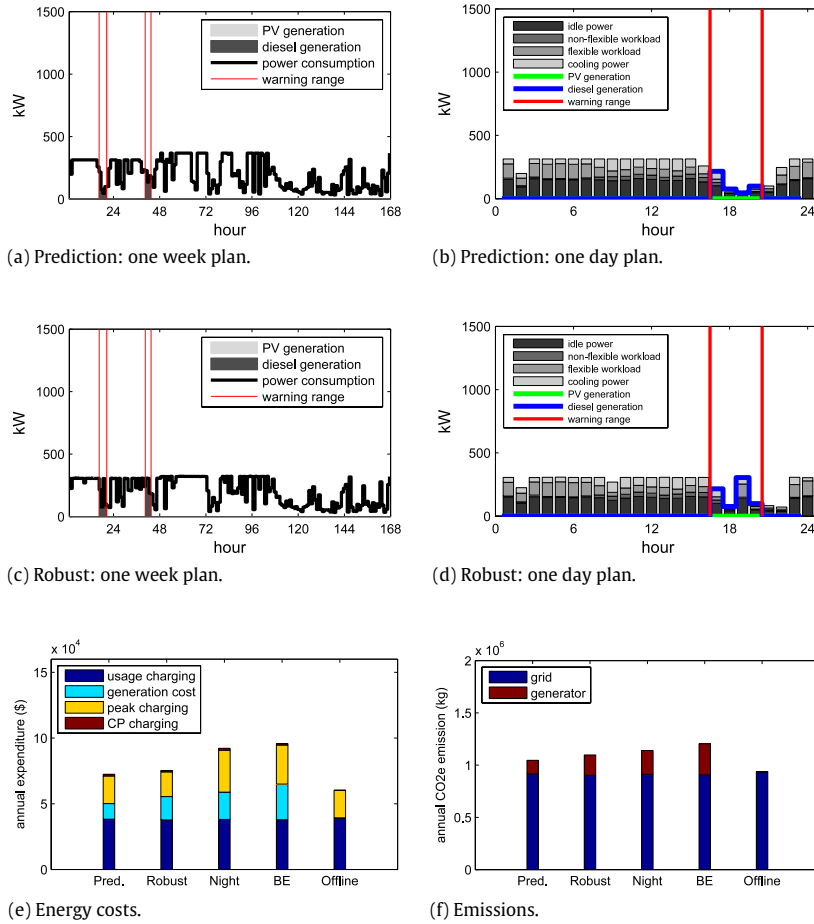 1500
1000
500
0
kW
PV generation
diesel generation
power consumption
warning range
24 48 72 96 120 144 168
hour
(a) Prediction: one week plan.
1500
1000
500
0
kW
idle power
non-flexible workload
flexible workload
cooling power
PV generation
diesel generation
warning range
0 6 12 18 24
hour
(b) Prediction: one day plan.
1500
1000
500
0
kW
PV generation
diesel generation
power consumption
warning range
24 48 72 96 120 144 168
hour
(c) Robust: one week plan.
1500
1000
500
0
kW
idle power
non-flexible workload
flexible workload
cooling power
PV generation
diesel generation
warning range
0 6 12 18 24
hour
(d) Robust: one day plan.
x 10^4
15
10
5
0
annual expenditure ($)
usage charging
generation cost
peak charging
CP charging
Pred. Robust Night BE Offline
(e) Energy costs.
x 10^6
2
1.5
1
0.5
0
annual CO2e emission (kg)
grid
generator
Pred. Robust Night BE Offline
(f) Emissions.